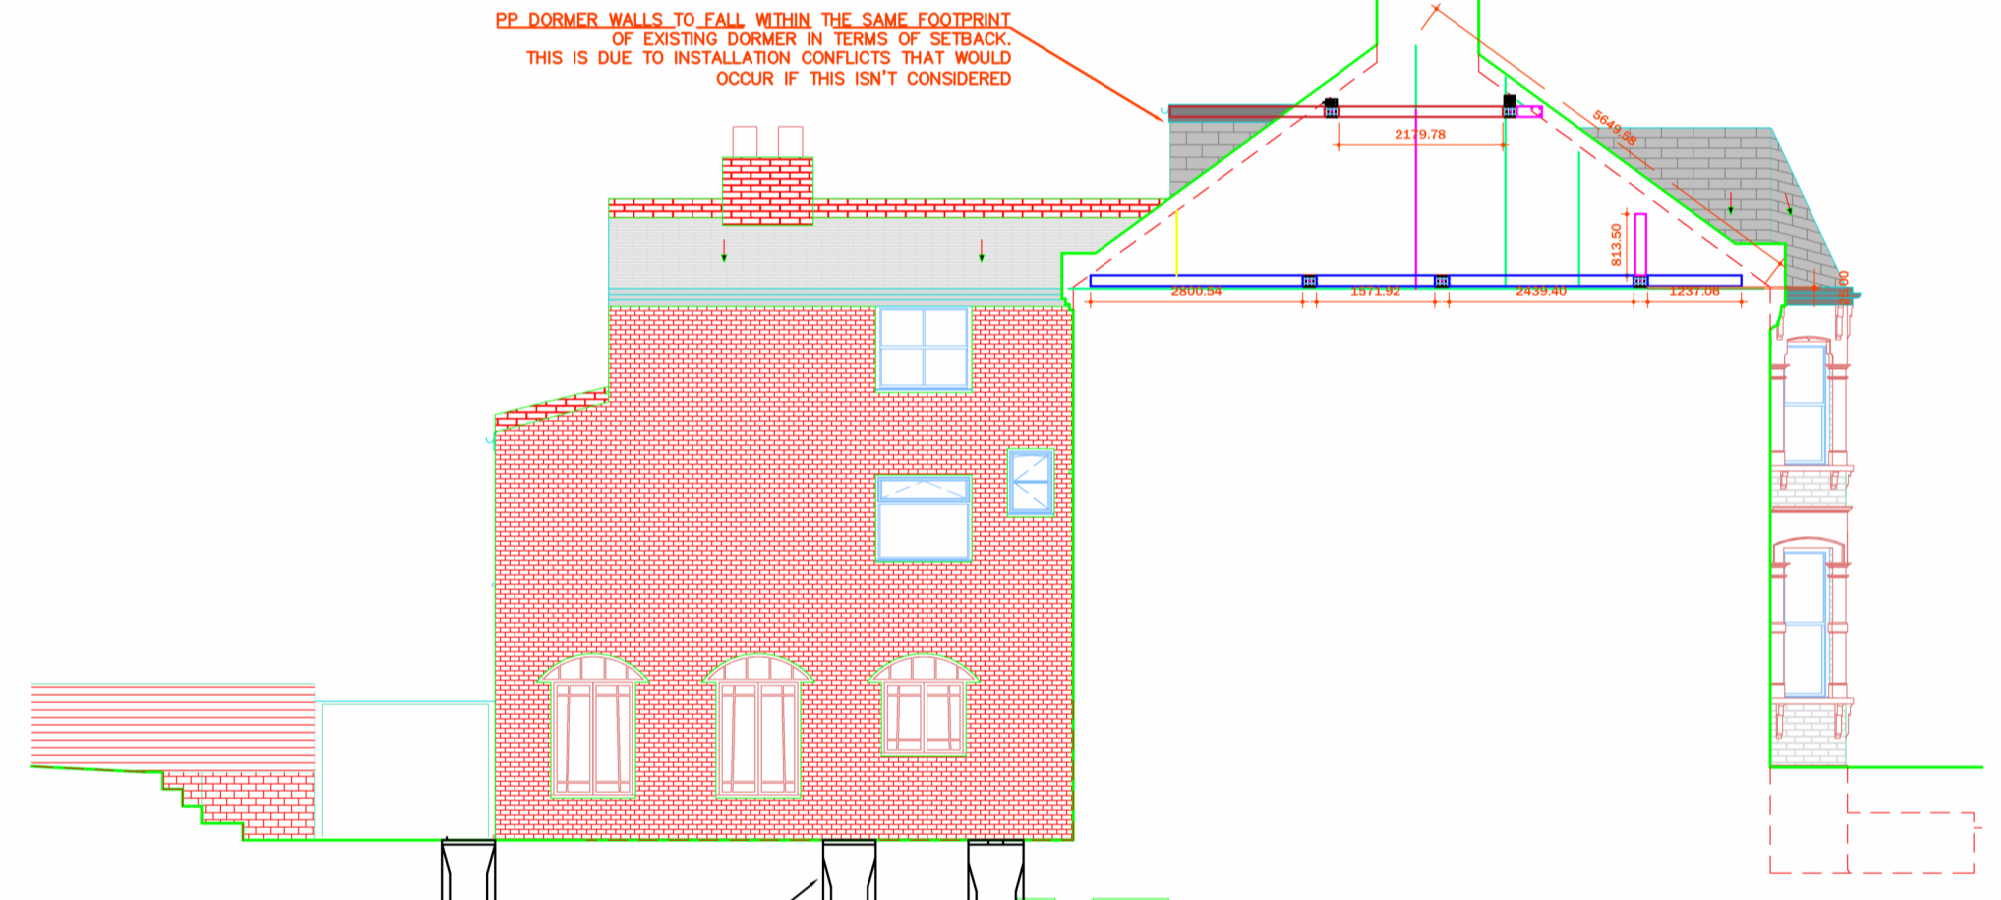 PP DORMER WALLS TO FALL WITHIN THE SAME FOOTPRINT
OF EXISTING DORMER IN TERMS OF SETBACK.
THIS IS DUE TO INSTALLATION CONFLICTS THAT WOULD
OCCUR IF THIS ISN'T CONSIDERED
5649.58
2179.78
813.50
2800.54
1571.92
2439.40
1237.06